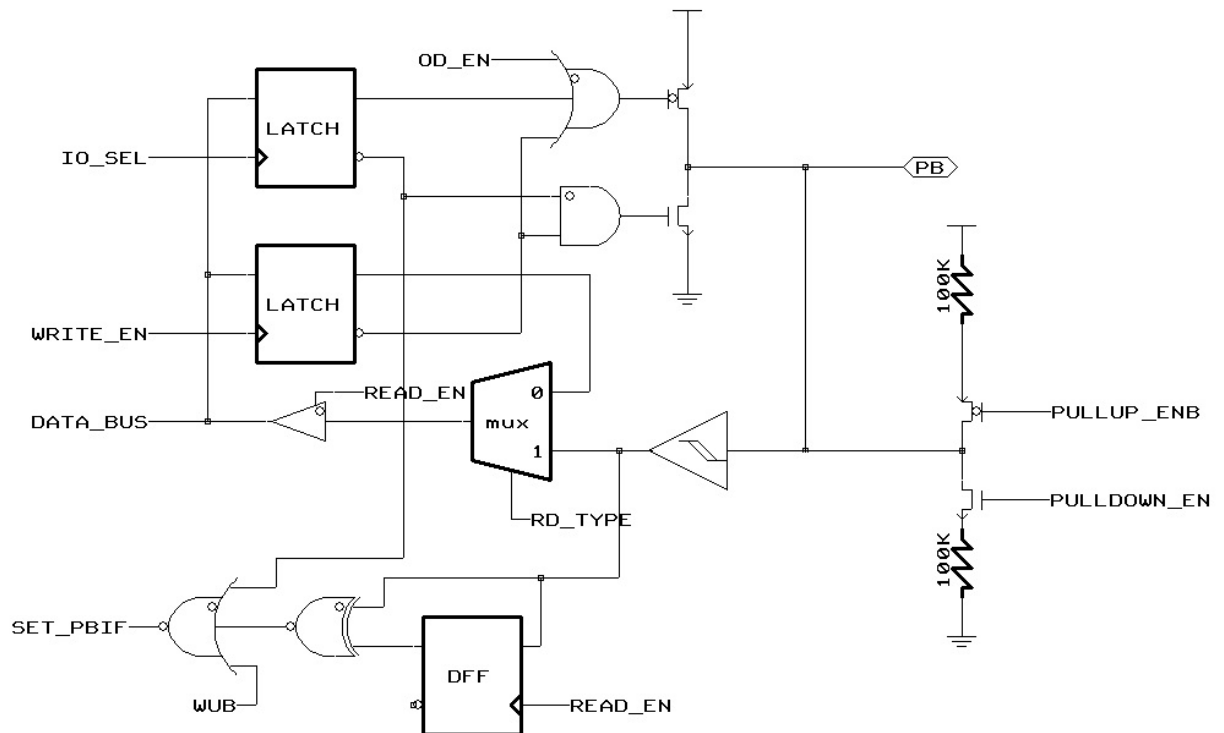 OD_EN
LATCH
IO_SEL
PB
LATCH
100K
WRITE_EN
READ_EN
0
DATA_BUS
mux
PULLUP_ENB
1
PULLDOWN_EN
RD_TYPE
100K
SET_PBIF
DFF
WUB
READ_EN